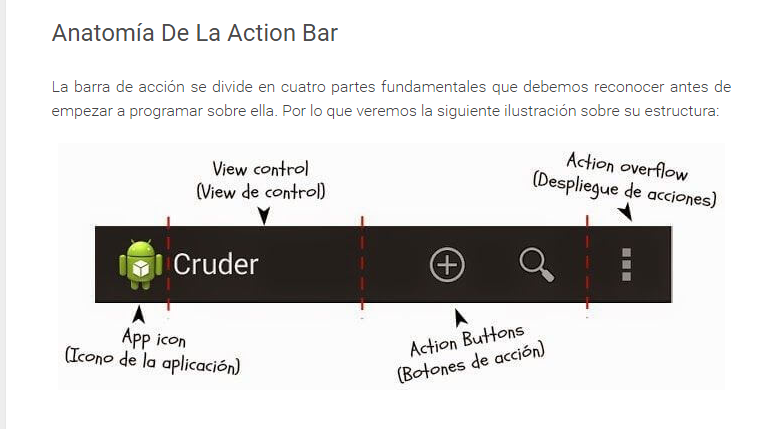 Anatomía De La Action Bar
La barra de acción se divide en cuatro partes fundamentales que debemos reconocer antes de
empezar a programar sobre ella. Por lo que veremos la siguiente ilustración sobre su estructura:
View control
(View de control)
Action overflow
(Despliegue de acciones)
Cruder
App icon
(Icono de la aplicación)
Action Buttons
(Botones de acción)